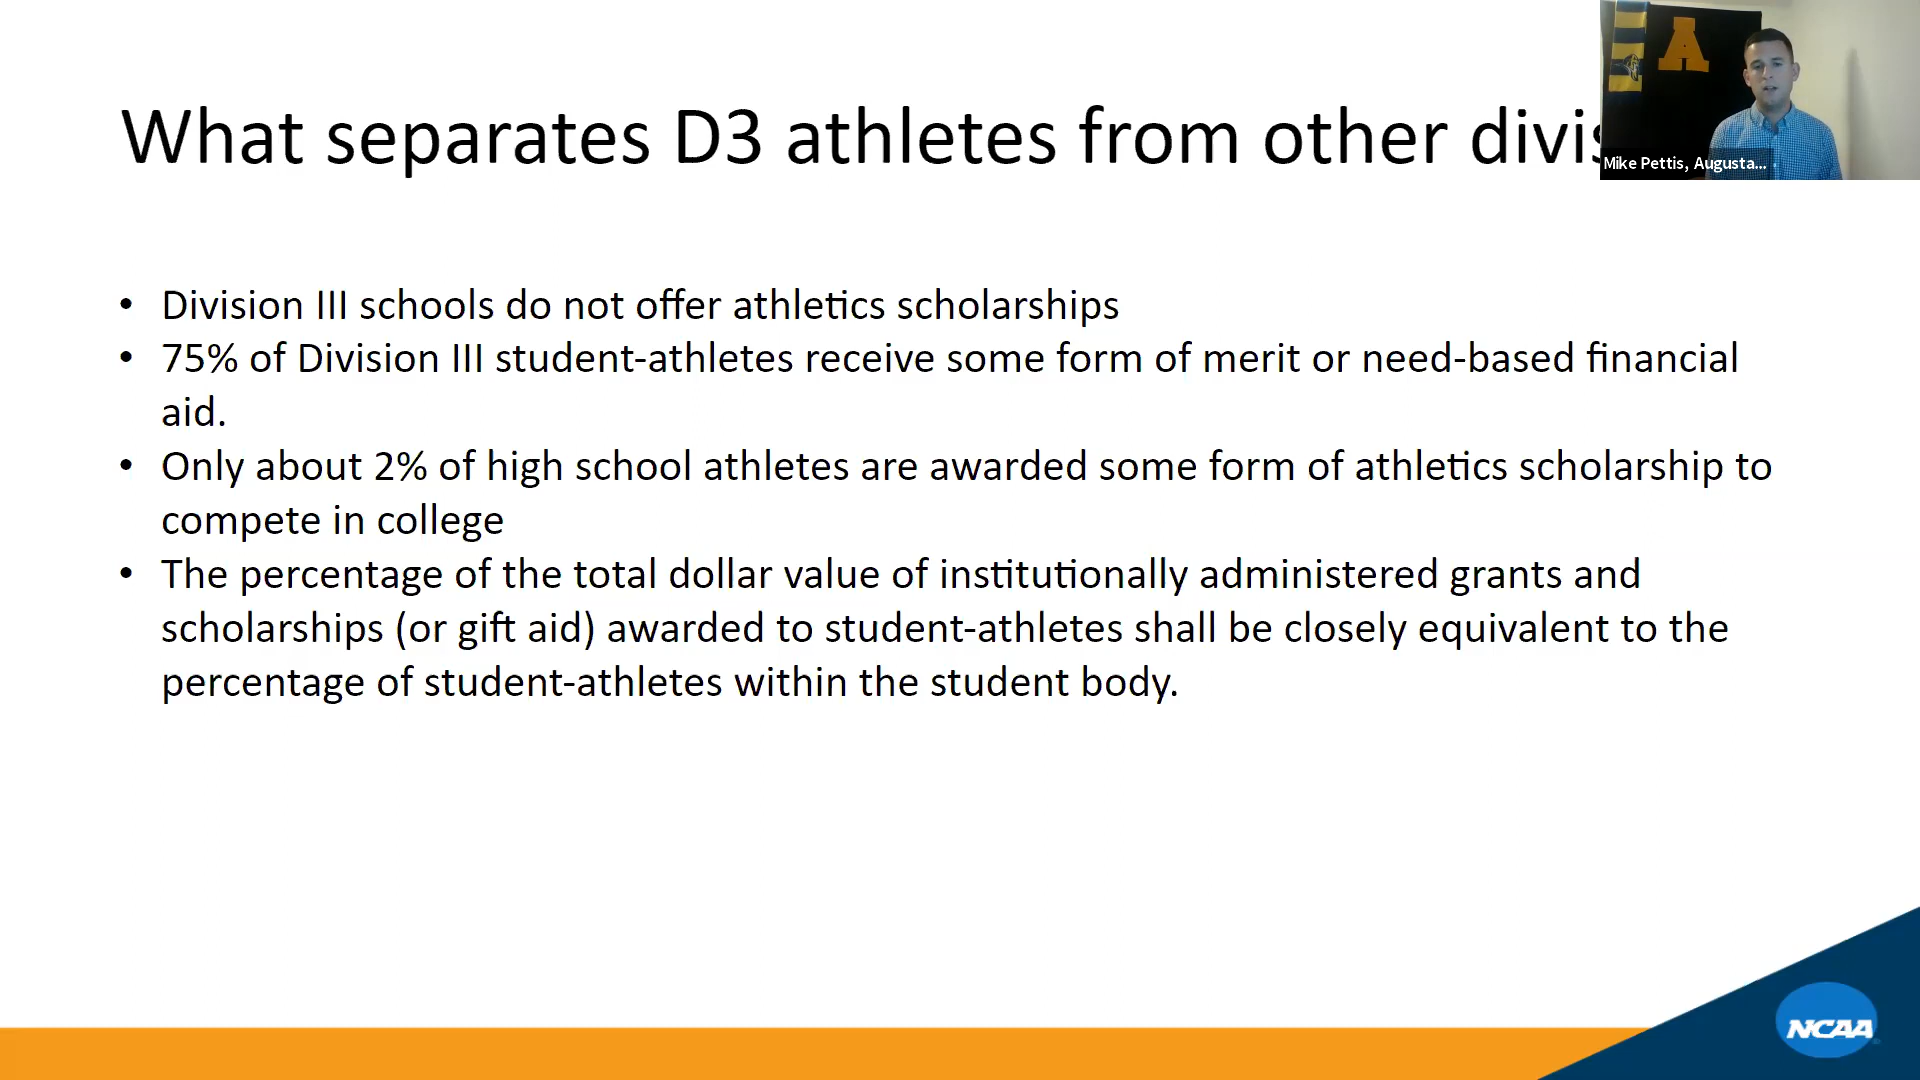 What separates D3 athletes from other divis
A
Mike Pettis, Augusta...
• Division III schools do not offer athletics scholarships
• 75% of Division III student-athletes receive some form of merit or need-based financial
aid.
• Only about 2% of high school athletes are awarded some form of athletics scholarship to
compete in college
• The percentage of the total dollar value of institutionally administered grants and
scholarships (or gift aid) awarded to student-athletes shall be closely equivalent to the
percentage of student-athletes within the student body.
NCAA